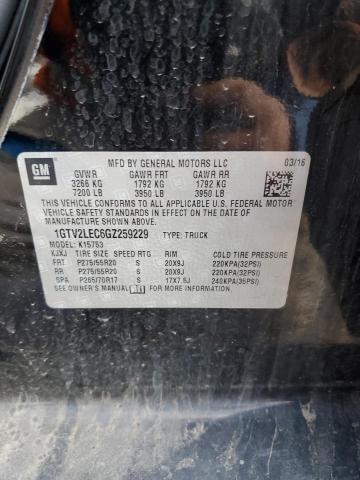 GM
MFD BY GENERAL MOTORS LLC 03/16
GVWR GAWR FRT GAWR RR
3266 KG 1792 KG 1792 KG
7200 LB 3950 LB 3950 LB
THIS VEHICLE CONFORMS TO ALL APPLICABLE U.S. FEDERAL MOTOR
VEHICLE SAFETY STANDARDS IN EFFECT ON THE DATE OF
MANUFACTURE SHOWN ABOVE.
1GTV2LEC6GZ259229 TYPE: TRUCK
MODEL: K15753
KJXJ TIRE SIZE SPEED RTG RIM COLD TIRE PRESSURE
FRT P275/55R20 S 20X9J 220KPA(32PSI)
RR P275/55R20 S 20X9J 220KPA(32PSI)
SPA P265/70R17 S 17X7.5J 240KPA(35PSI)
SEE OWNER'S MANUAL FOR MORE INFORMATION.